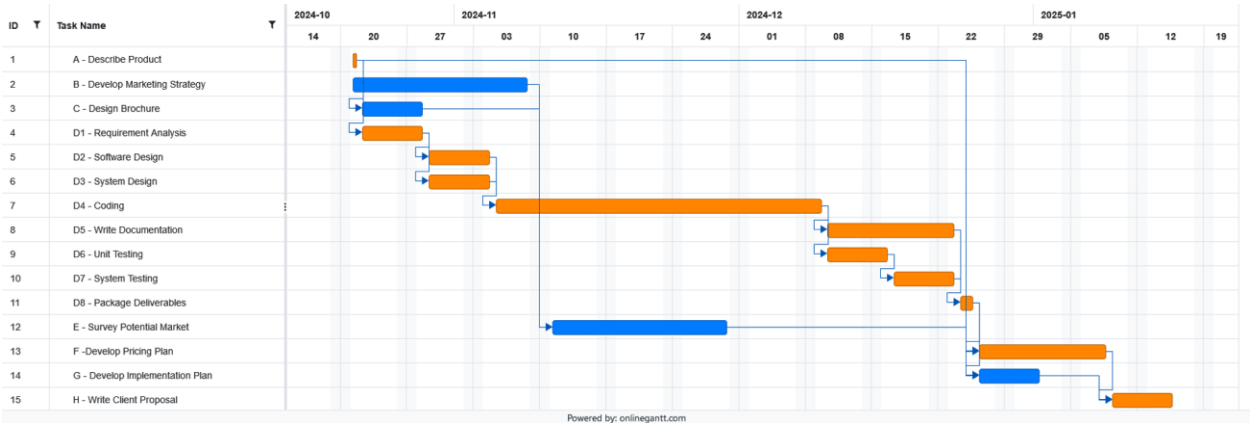 2024-10 2024-11 2024-12 2025-01
ID Task Name
14 20 27 03 10 17 24 01 08 15 22 29 05 12 19
1 A - Describe Product
2 B - Develop Marketing Strategy
3 C - Design Brochure
4 D1 - Requirement Analysis
5 D2 - Software Design
6 D3 - System Design
7 D4 - Coding
8 D5 - Write Documentation
9 D6 - Unit Testing
10 D7 - System Testing
11 D8 - Package Deliverables
12 E - Survey Potential Market
13 F -Develop Pricing Plan
14 G - Develop Implementation Plan
15 H - Write Client Proposal
Powered by: onlinegantt.com